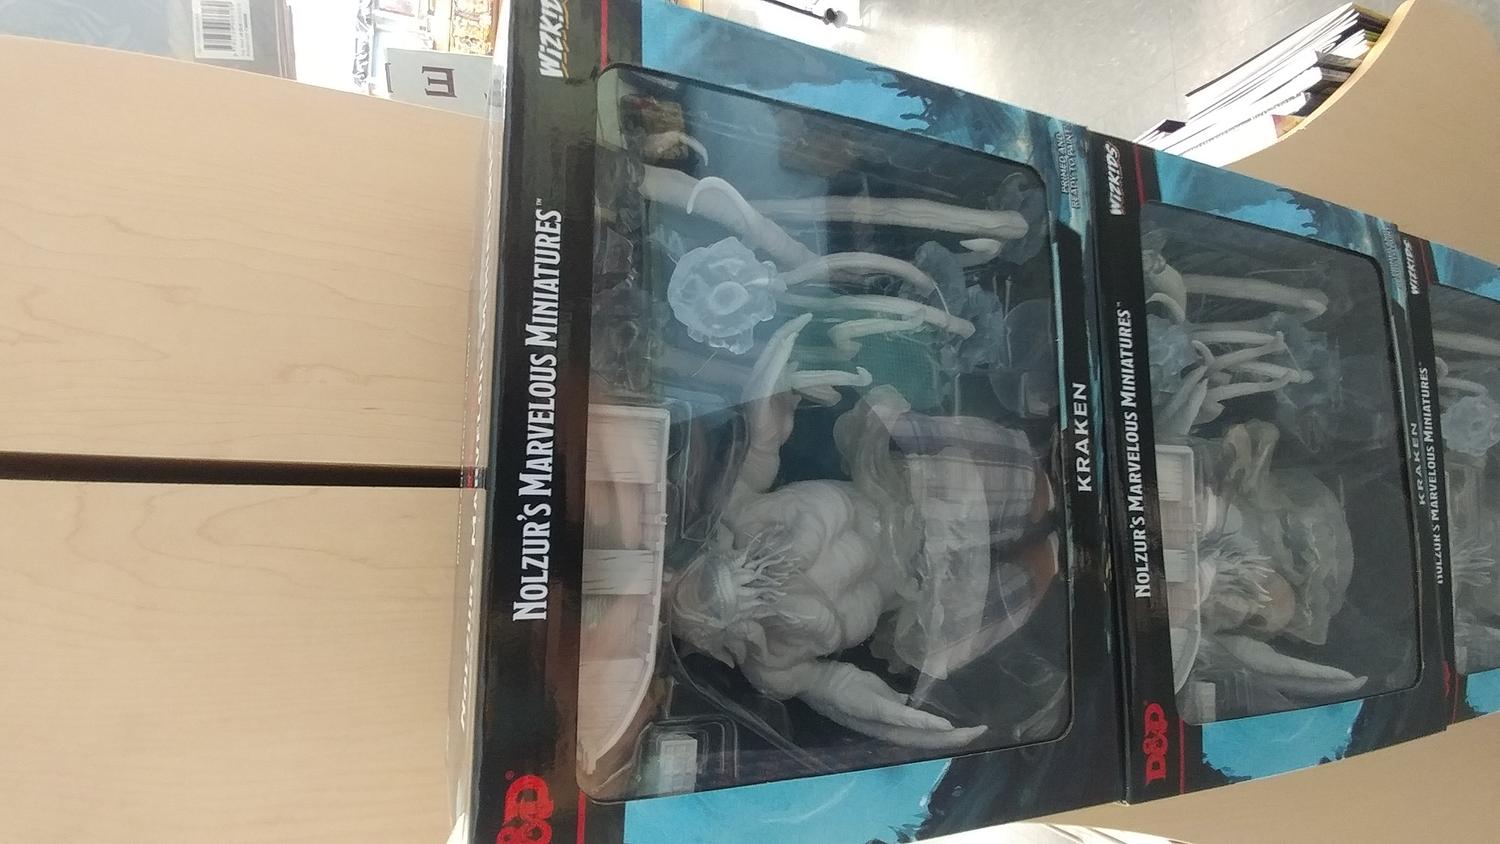 D&D
NOLZUR'S MARVELOUS MINIATURES™
WIZKIDS
PRIMED AND
READY TO PAINT
KRAKEN
D&D
NOLZUR'S MARVELOUS MINIATURES™
WIZKIDS
KRAKEN
NOLZUR'S MARVELOUS MINIATURES™
WIZKIDS